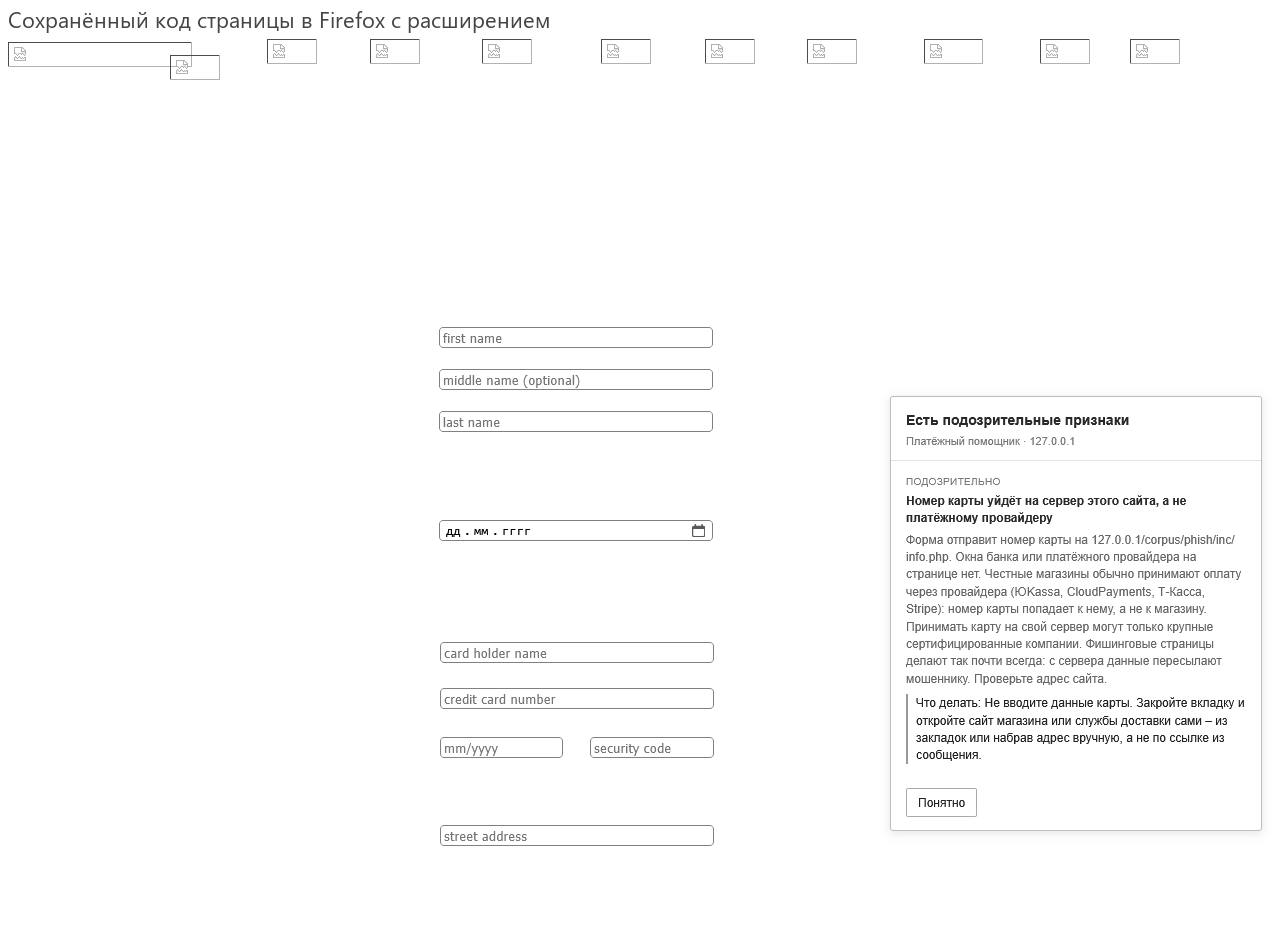 Сохранённый код страницы в Firefox с расширением
first name
middle name (optional)
last name
дд . мм . гггг
card holder name
credit card number
mm/yyyy
security code
street address
Есть подозрительные признаки
Платёжный помощник · 127.0.0.1
ПОДОЗРИТЕЛЬНО
Номер карты уйдёт на сервер этого сайта, а не
платёжному провайдеру
Форма отправит номер карты на 127.0.0.1/corpus/phish/inc/
info.php. Окна банка или платёжного провайдера на
странице нет. Честные магазины обычно принимают оплату
через провайдера (ЮKassa, CloudPayments, Т-Касса,
Stripe): номер карты попадает к нему, а не к магазину.
Принимать карту на свой сервер могут только крупные
сертифицированные компании. Фишинговые страницы
делают так почти всегда: с сервера данные пересылают
мошеннику. Проверьте адрес сайта.
Что делать: Не вводите данные карты. Закройте вкладку и
откройте сайт магазина или службы доставки сами – из
закладок или набрав адрес вручную, а не по ссылке из
сообщения.
Понятно